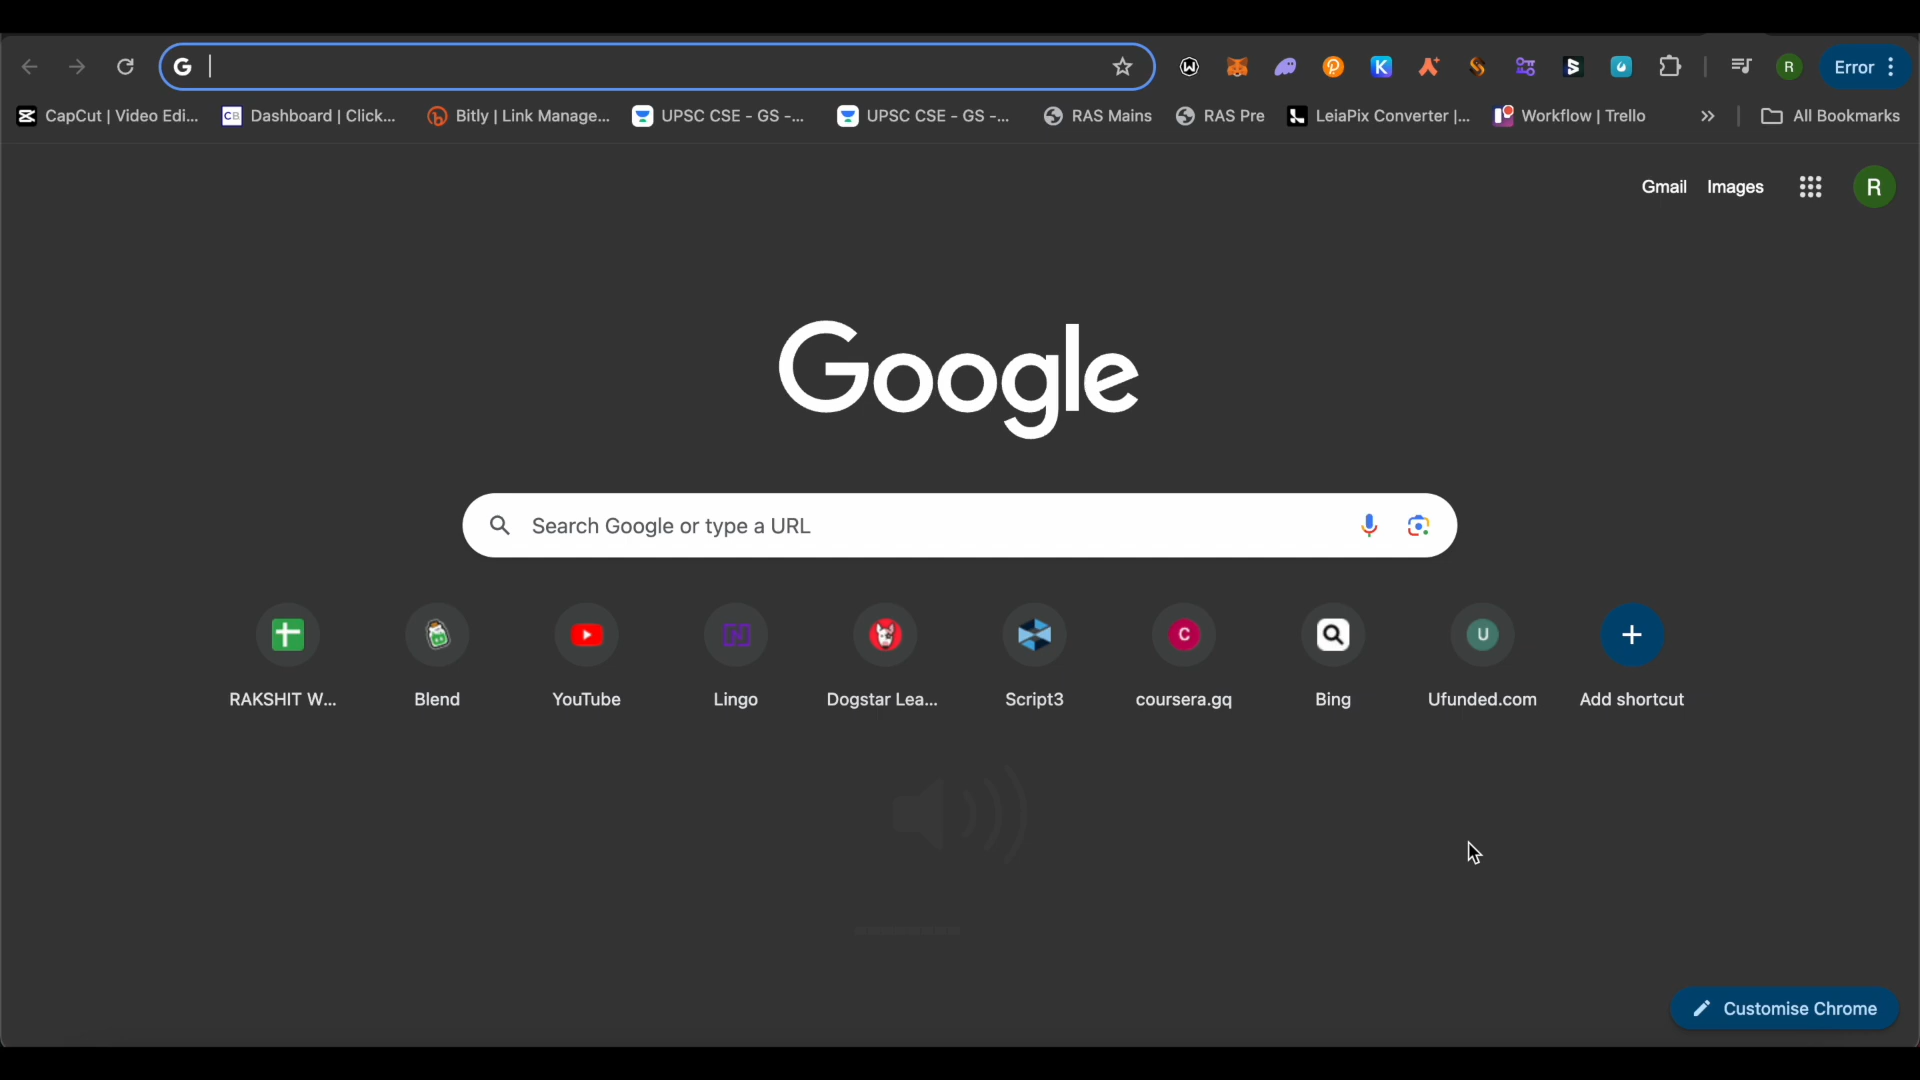 Error
CapCut | Video Edi...
CB Dashboard | Click...
Bitly | Link Manage...
UPSC CSE - GS -...
UPSC CSE - GS -...
RAS Mains
RAS Pre
LeiaPix Converter |...
Workflow | Trello
All Bookmarks
Gmail Images R
Google
Search Google or type a URL
RAKSHIT W...
Blend
YouTube
Lingo
Dogstar Lea...
Script3
coursera.gq
Bing
Ufunded.com
Add shortcut
Customise Chrome